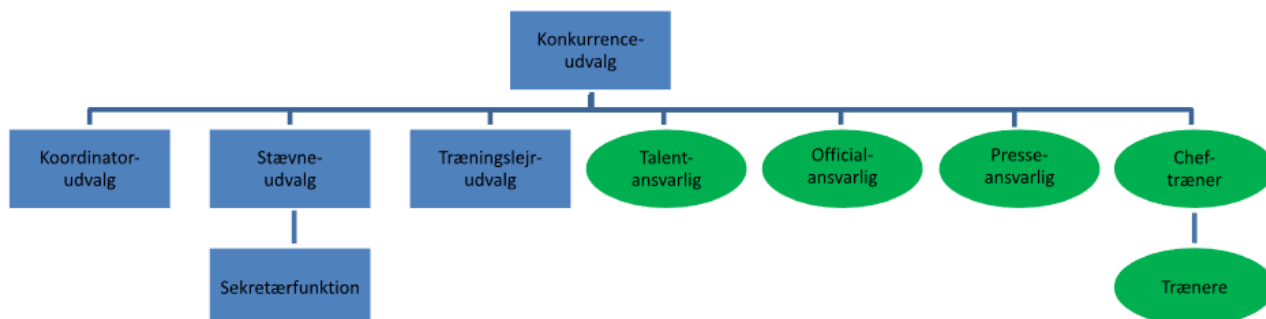 Konkurrence-
udvalg
Koordinator-
udvalg
Stævne-
udvalg
Træningslejr-
udvalg
Talent-
ansvarlig
Official-
ansvarlig
Presse-
ansvarlig
Chef-
træner
Sekretærfunktion
Trænere